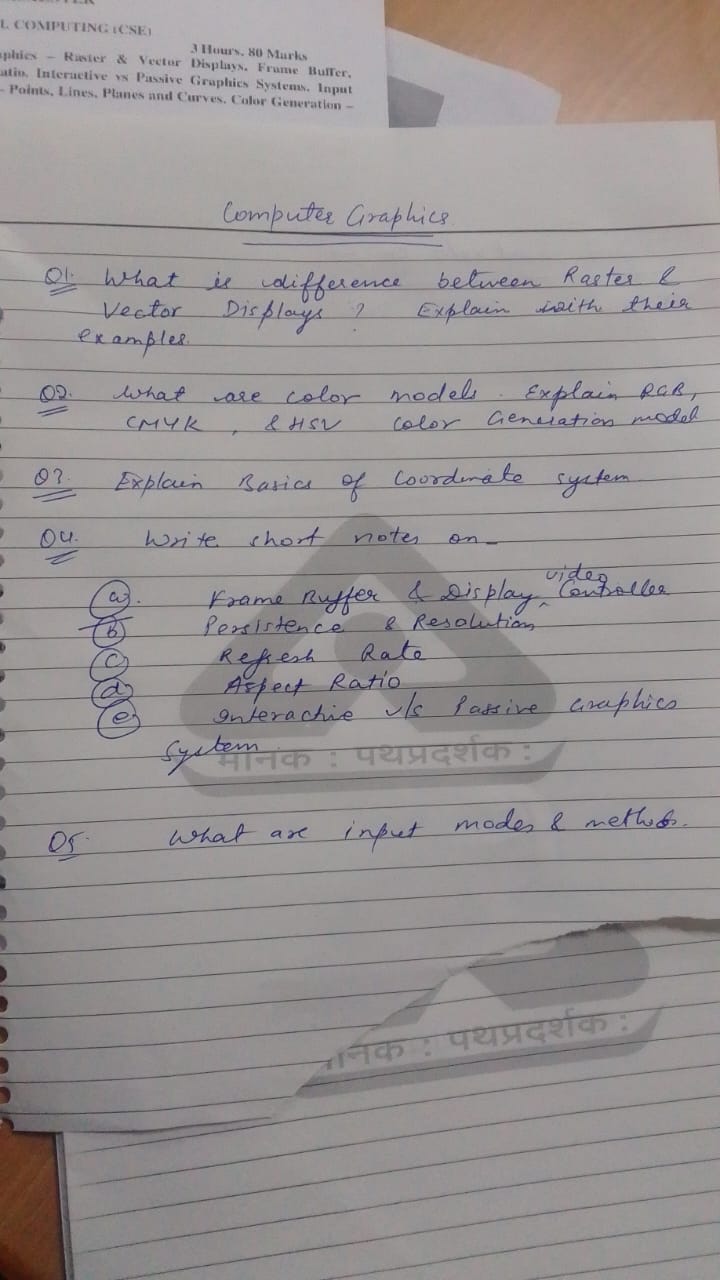 L COMPUTING (CSE)
3 Hours, 80 Marks
phics – Raster & Vector Displays, Frame Buffer,
atio, Interactive vs Passive Graphics Systems, Input
- Points, Lines, Planes and Curves, Color Generation –
Computer Graphics
Q1. What is difference between Raster &
Vector Displays ? Explain with their
examples.
Q2. What are color models. Explain RGB,
CMYK, & HSV color Generation model
Q3. Explain Basics of Coordinate system
Q4. Write short notes on -
(a). Frame Buffer & Display video Controller
(b) Persistence & Resolution
(c) Refresh Rate
(d) Aspect Ratio
(e) Interactive v/s Passive Graphics
System
मानक : पथप्रदर्शक :
Q5. What are input modes & methods.
मानक : पथप्रदर्शक :